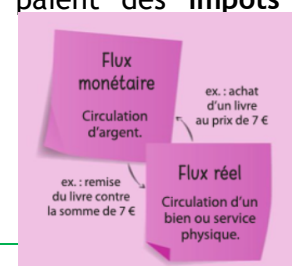 paient des impôts
Flux
monétaire
Circulation
d'argent.
ex. : achat
d'un livre
au prix de 7 €
ex. : remise
du livre contre
la somme de 7 €
Flux réel
Circulation d'un
bien ou service
physique.